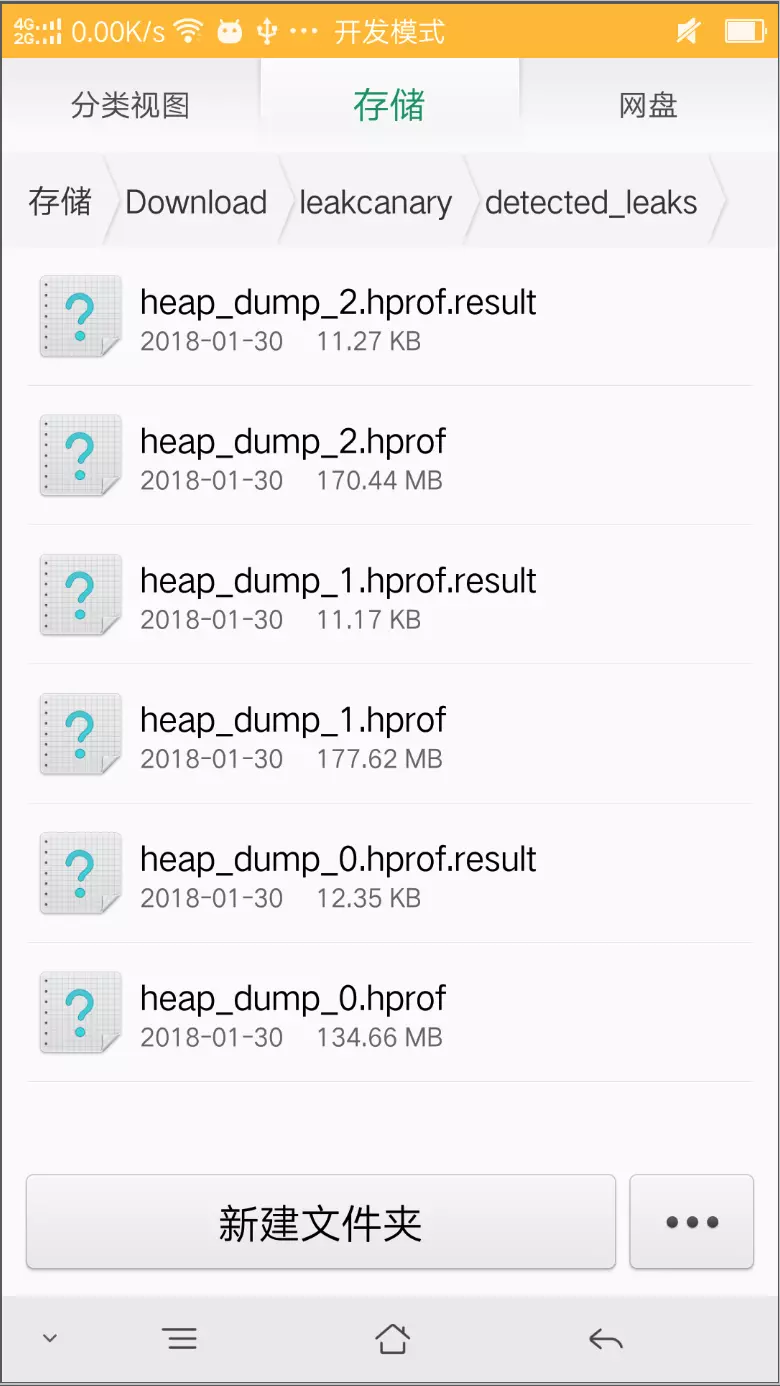 4G 2G 0.00K/s ··· 开发模式
分类视图 存储 网盘
存储 Download leakcanary detected_leaks
heap_dump_2.hprof.result
2018-01-30 11.27 KB
heap_dump_2.hprof
2018-01-30 170.44 MB
heap_dump_1.hprof.result
2018-01-30 11.17 KB
heap_dump_1.hprof
2018-01-30 177.62 MB
heap_dump_0.hprof.result
2018-01-30 12.35 KB
heap_dump_0.hprof
2018-01-30 134.66 MB
新建文件夹